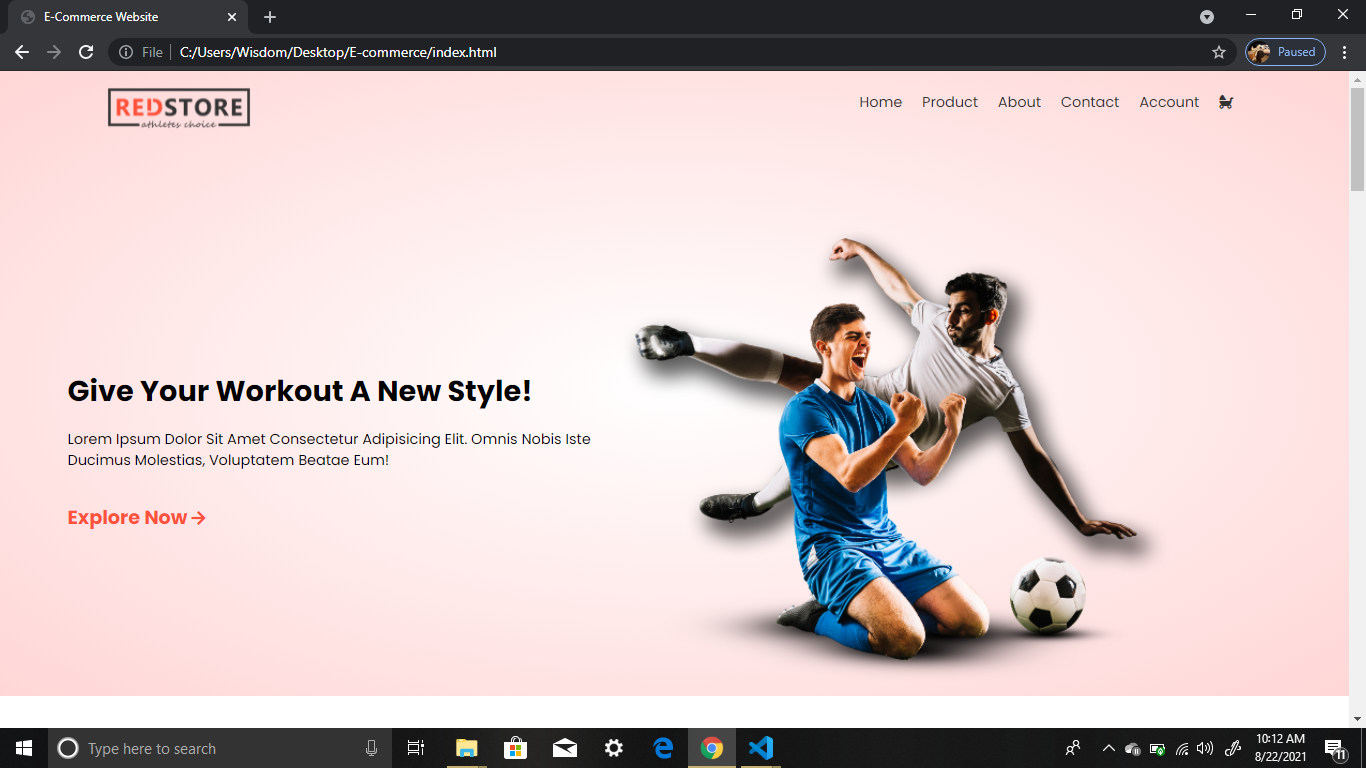 E-Commerce Website
File
C:/Users/Wisdom/Desktop/E-commerce/index.html
Paused
REDSTORE
athletes choice
Home Product About Contact Account
Give Your Workout A New Style!
Lorem Ipsum Dolor Sit Amet Consectetur Adipisicing Elit. Omnis Nobis Iste
Ducimus Molestias, Voluptatem Beatae Eum!
Explore Now →
Type here to search
10:12 AM
8/22/2021
11